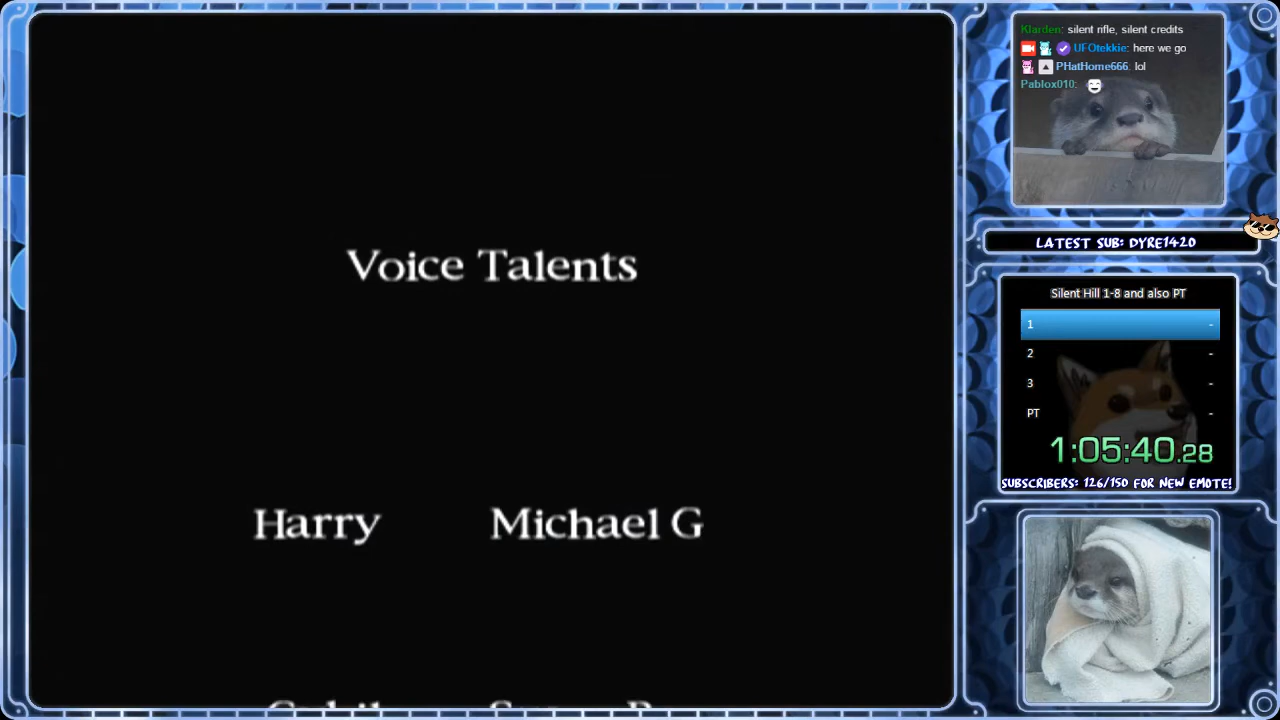 Voice Talents
Harry Michael G
Klarden: silent rifle, silent credits
UFOtekkie: here we go
PHatHome666: lol
Pablox010:
LATEST SUB: DYRE1420
Silent Hill 1-8 and also PT
1 -
2 -
3 -
PT -
1:05:40.28
SUBSCRIBERS: 126/150 FOR NEW EMOTE!